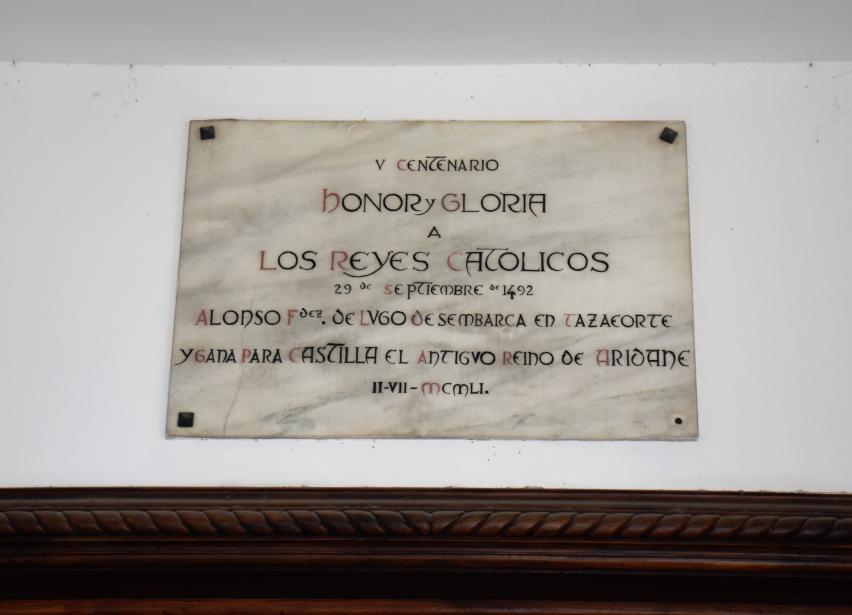 V CENTENARIO
HONOR y GLORIA
A
LOS REYES CATOLICOS
29 de SEPTIEMBRE de 1492
ALONSO Fdez. DE LVGO DESEMBARCA EN TAZACORTE
Y GANA PARA CASTILLA EL ANTIGVO REINO DE ARIDANE
II-VII-MCMLI.